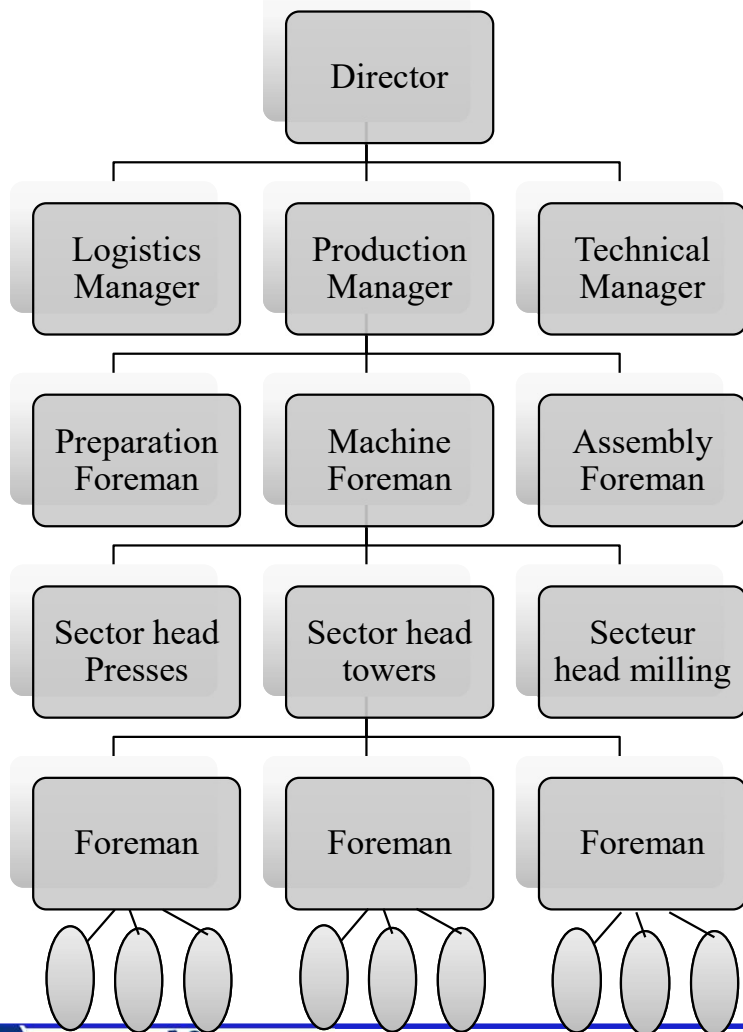 Director
Logistics
Manager
Production
Manager
Technical
Manager
Preparation
Foreman
Machine
Foreman
Assembly
Foreman
Sector head
Presses
Sector head
towers
Secteur
head milling
Foreman
Foreman
Foreman